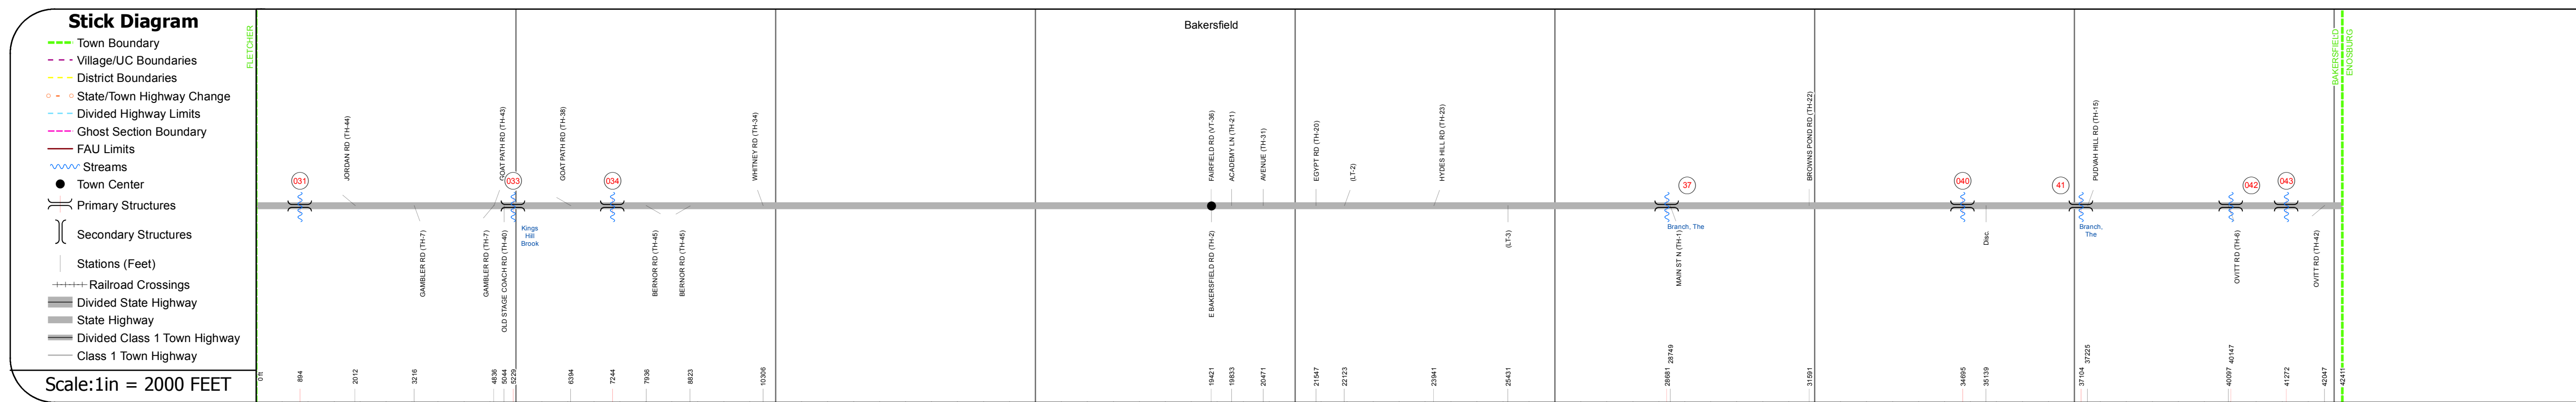 Stick Diagram
Town Boundary
Village/UC Boundaries
District Boundaries
State/Town Highway Change
Divided Highway Limits
Ghost Section Boundary
FAU Limits
Streams
Town Center
Primary Structures
Secondary Structures
Stations (Feet)
Railroad Crossings
Divided State Highway
State Highway
Divided Class 1 Town Highway
Class 1 Town Highway
Scale:1in = 2000 FEET
FLETCHER
Bakersfield
BAKERSFIELD
ENOSBURG
JORDAN RD (TH-44)
GOAT PATH RD (TH-43)
GOAT PATH RD (TH-38)
WHITNEY RD (TH-34)
FAIRFIELD RD (VT-36)
ACADEMY LN (TH-21)
AVENUE (TH-31)
EGYPT RD (TH-20)
(LT-2)
HYDES HILL RD (TH-23)
BROWNS POND RD (TH-22)
PUDVAH HILL RD (TH-15)
031
033
034
37
040
41
042
043
GAMBLER RD (TH-7)
GAMBLER RD (TH-7)
OLD STAGE COACH RD (TH-40)
Kings
Hill
Brook
BERNOR RD (TH-45)
BERNOR RD (TH-45)
E BAKERSFIELD RD (TH-2)
(LT-3)
Branch, The
MAIN ST N (TH-1)
Disc.
Branch,
The
OVITT RD (TH-6)
OVITT RD (TH-42)
0 ft
894
2012
3216
4836
5044
5229
6394
7244
7936
8823
10306
19421
19833
20471
21547
22123
23941
25431
28681
28749
31591
34695
35139
37104
37225
40097
40147
41272
42047
42411